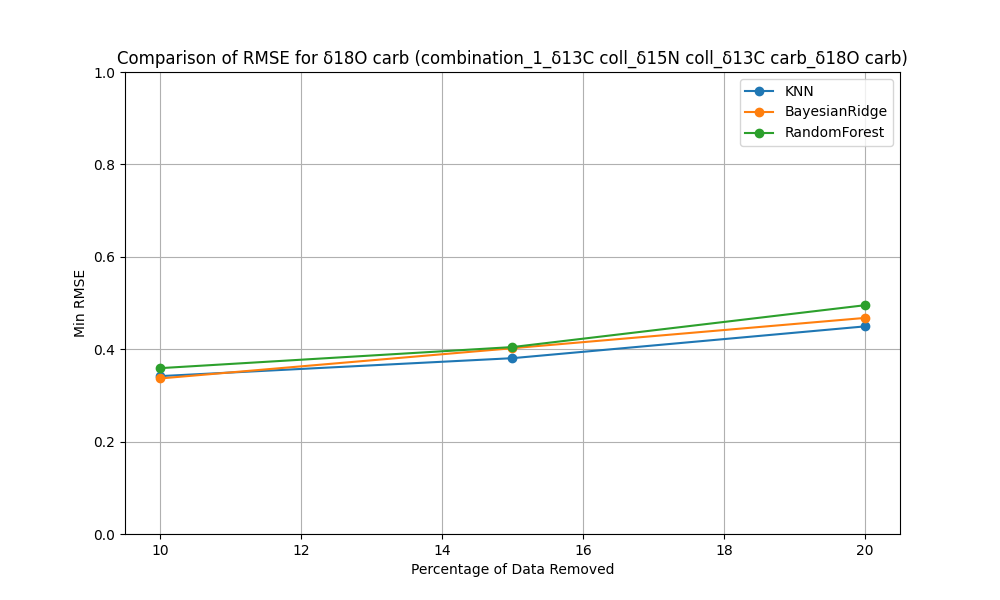 Comparison of RMSE for δ18O carb (combination_1_δ13C coll_δ15N coll_δ13C carb_δ18O carb)
KNN
BayesianRidge
RandomForest
Min RMSE
1.0
0.8
0.6
0.4
0.2
0.0
10 12 14 16 18 20
Percentage of Data Removed